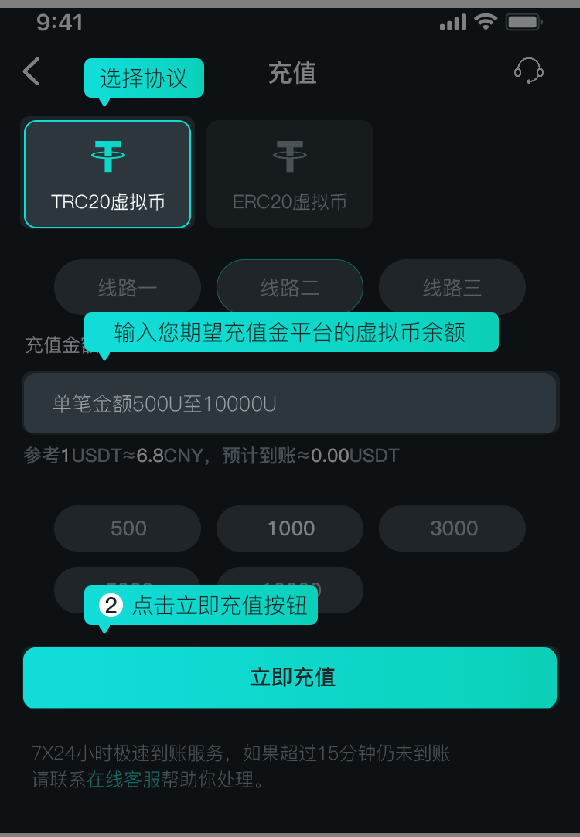 9:41
选择协议
充值
TRC20虚拟币
ERC20虚拟币
线路一
线路二
线路三
输入您期望充值金平台的虚拟币余额
充值金
单笔金额500U至10000U
参考1USDT≈6.8CNY，预计到账≈0.00USDT
500
1000
3000
2 点击立即充值按钮
立即充值
7X24小时极速到账服务，如果超过15分钟仍未到账
请联系在线客服帮助你处理。